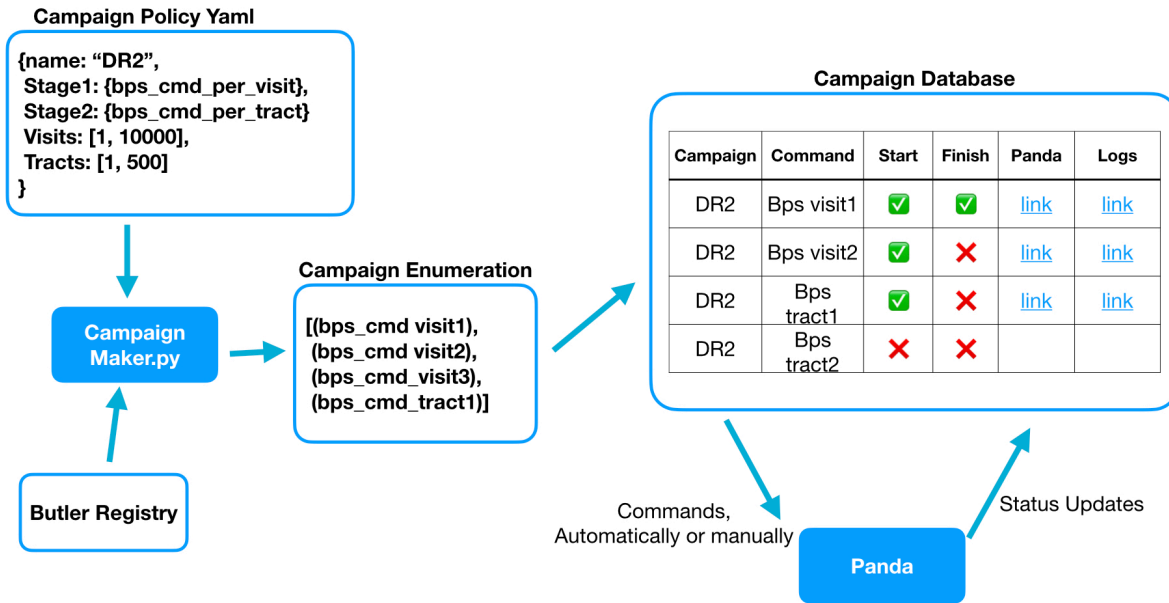 Campaign Policy Yaml
{name: “DR2”,
Stage1: {bps_cmd_per_visit},
Stage2: {bps_cmd_per_tract}
Visits: [1, 10000],
Tracts: [1, 500]
}
Campaign
Maker.py
Butler Registry
Campaign Enumeration
[(bps_cmd visit1),
(bps_cmd visit2),
(bps_cmd_visit3),
(bps_cmd_tract1)]
Campaign Database
Campaign Command Start Finish Panda Logs
DR2 Bps visit1 link link
DR2 Bps visit2 link link
DR2 Bps
tract1 link link
DR2 Bps
tract2
Commands,
Automatically or manually
Panda
Status Updates